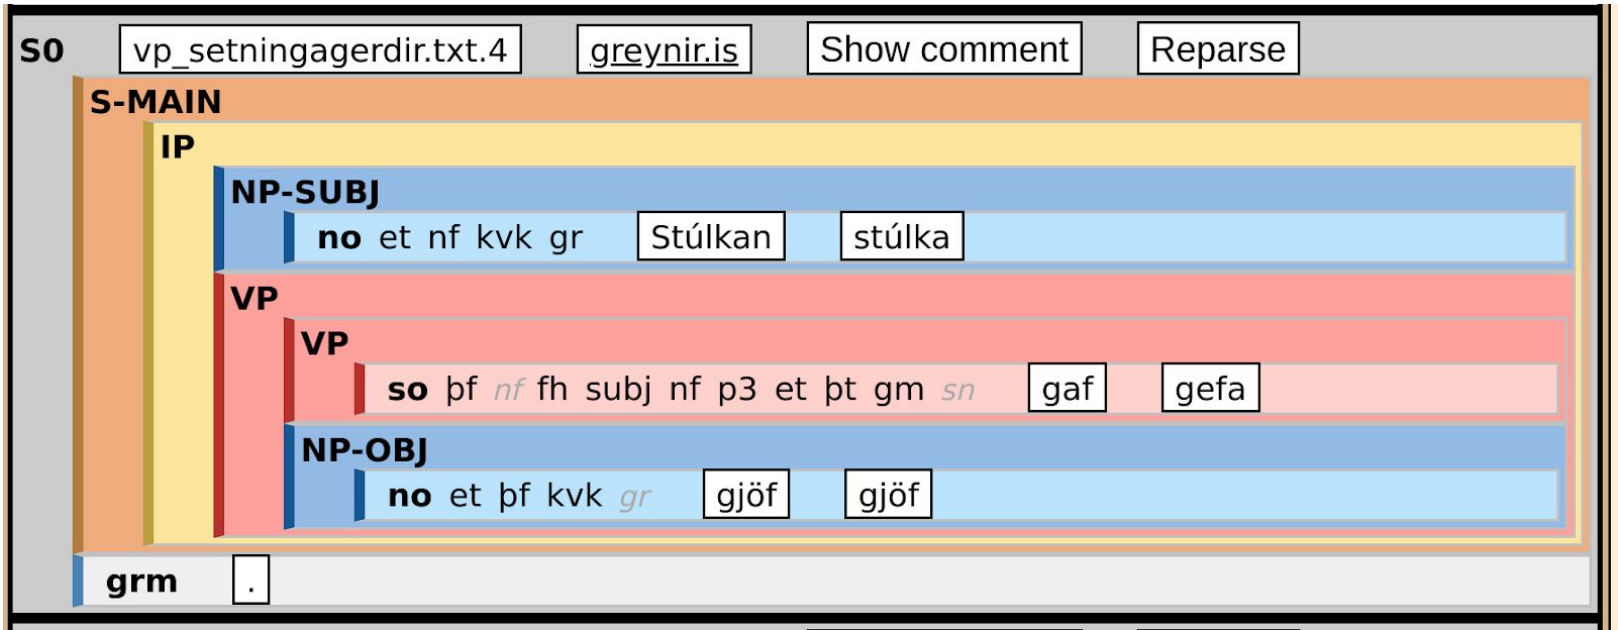 S0 vp_setningagerdir.txt.4 greynir.is Show comment Reparse
S-MAIN
IP
NP-SUBJ
no et nf kvk gr Stúlkan stúlka
VP
VP
so þf nf fh subj nf p3 et þt gm sn gaf gefa
NP-OBJ
no et þf kvk gr gjöf gjöf
grm .